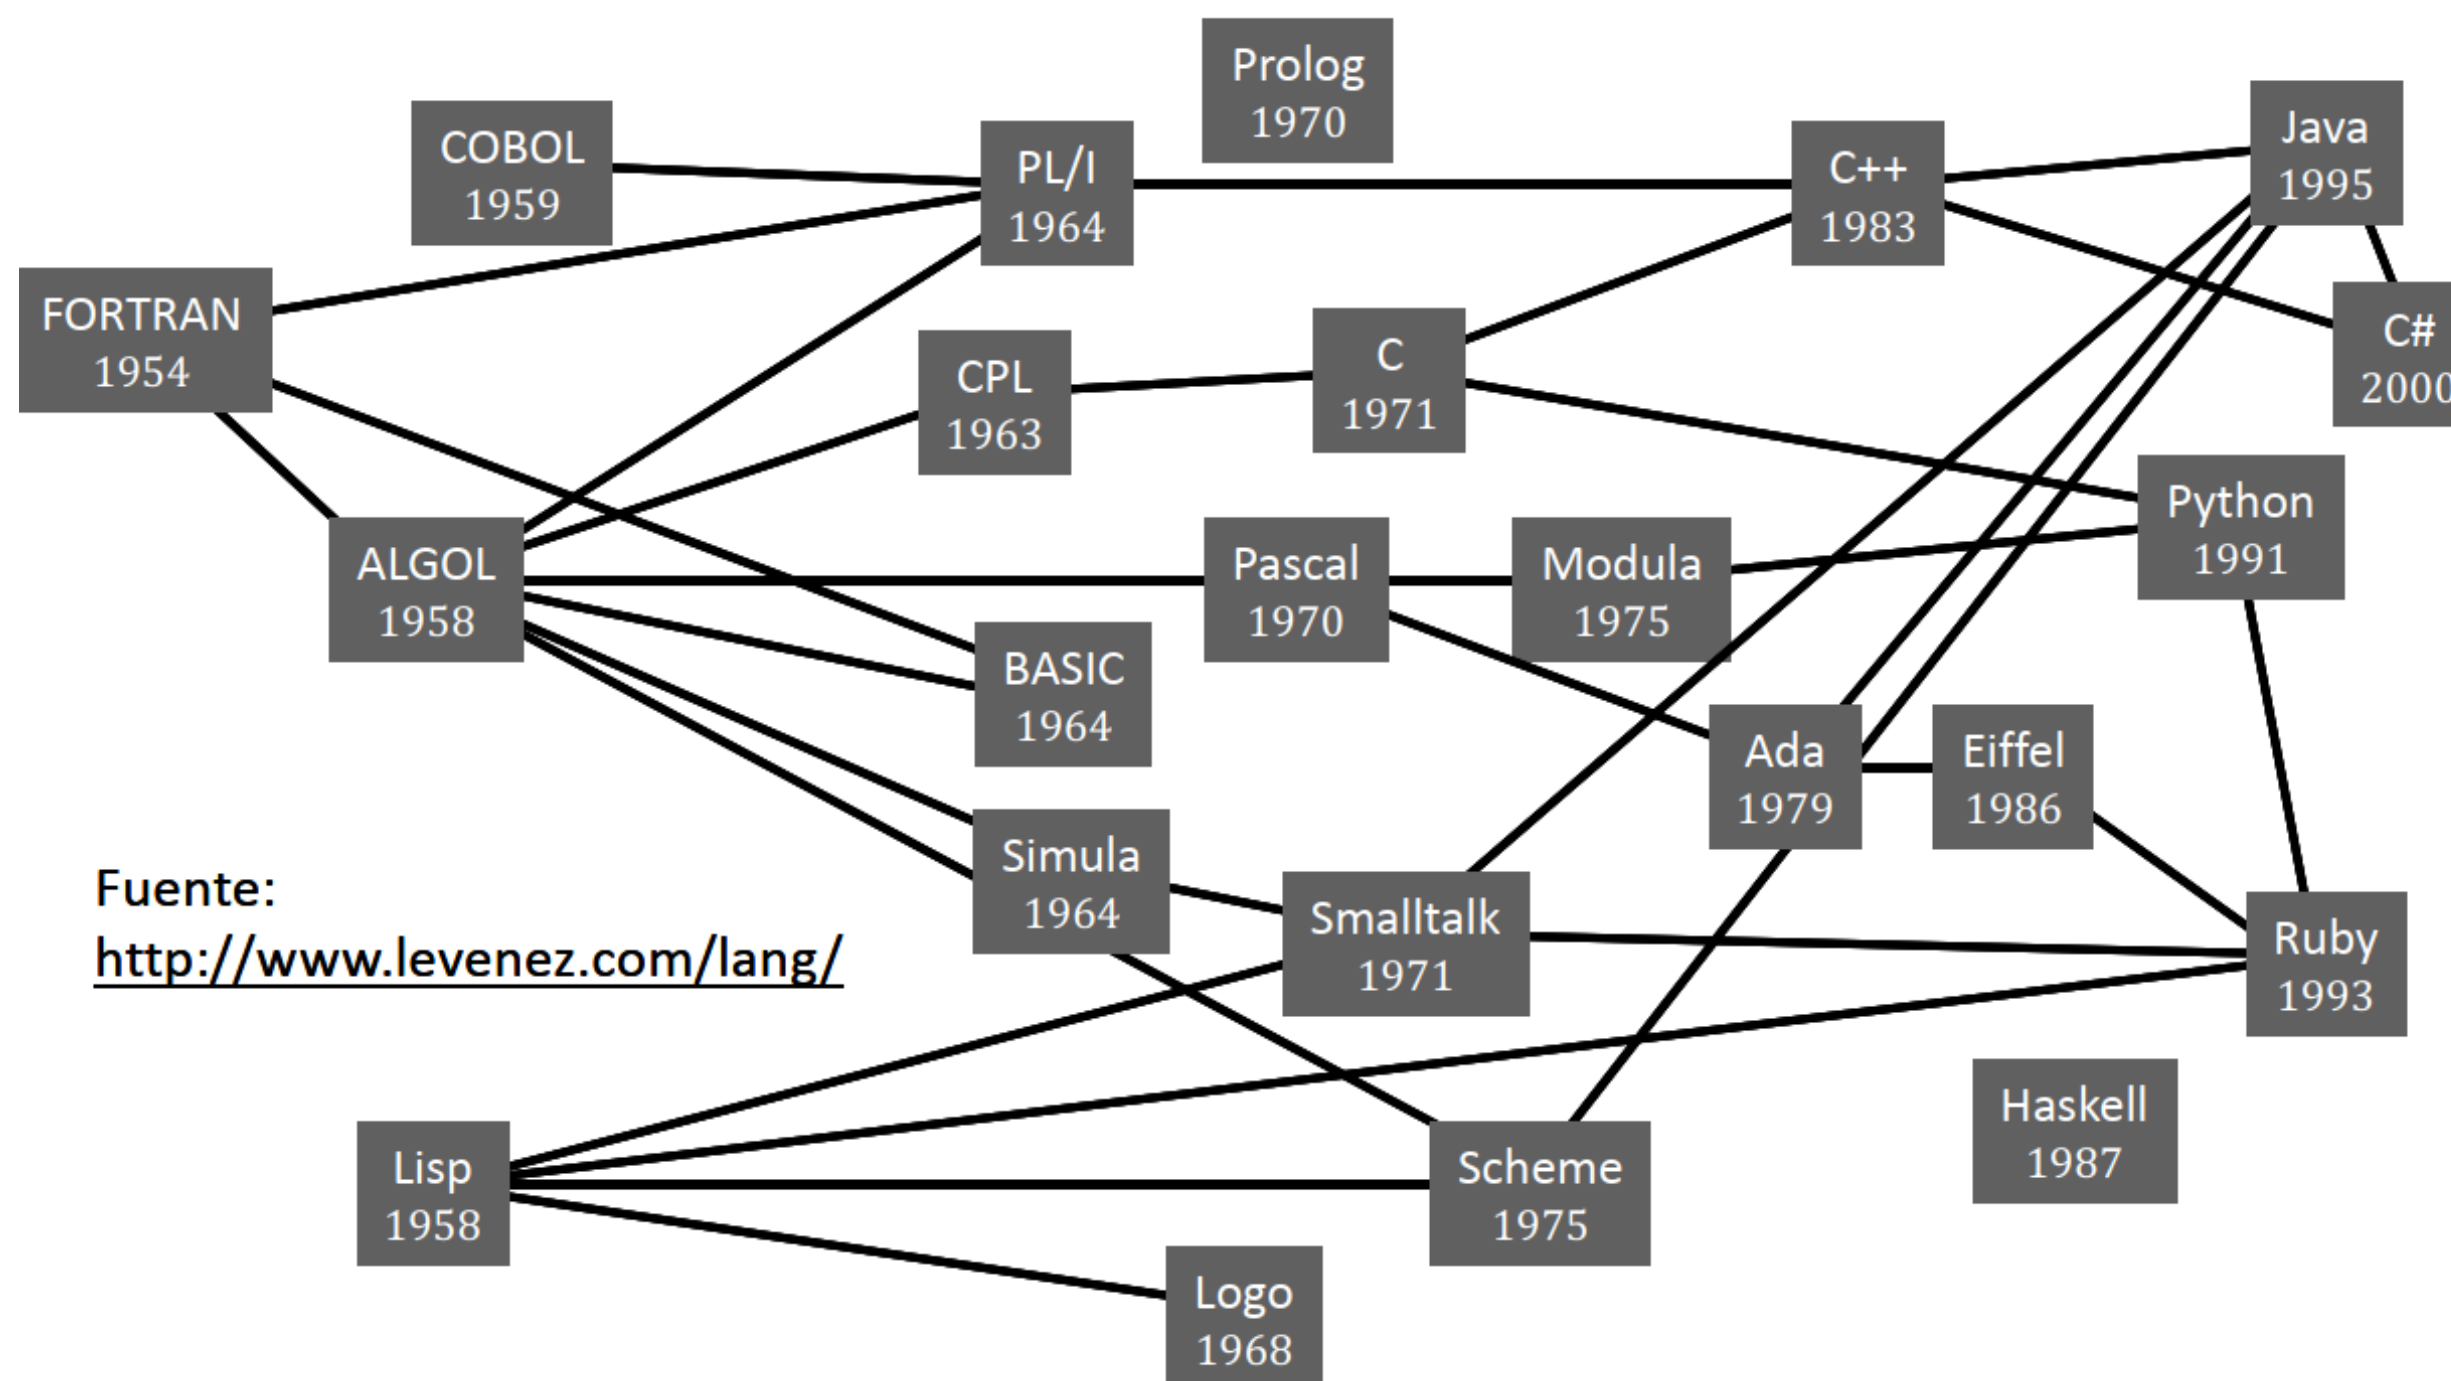 Prolog
1970
COBOL
1959
PL/I
1964
C++
1983
Java
1995
FORTRAN
1954
CPL
1963
C
1971
C#
2000
Python
1991
ALGOL
1958
Pascal
1970
Modula
1975
BASIC
1964
Ada
1979
Eiffel
1986
Simula
1964
Smalltalk
1971
Ruby
1993
Fuente:
http://www.levenez.com/lang/
Lisp
1958
Scheme
1975
Haskell
1987
Logo
1968